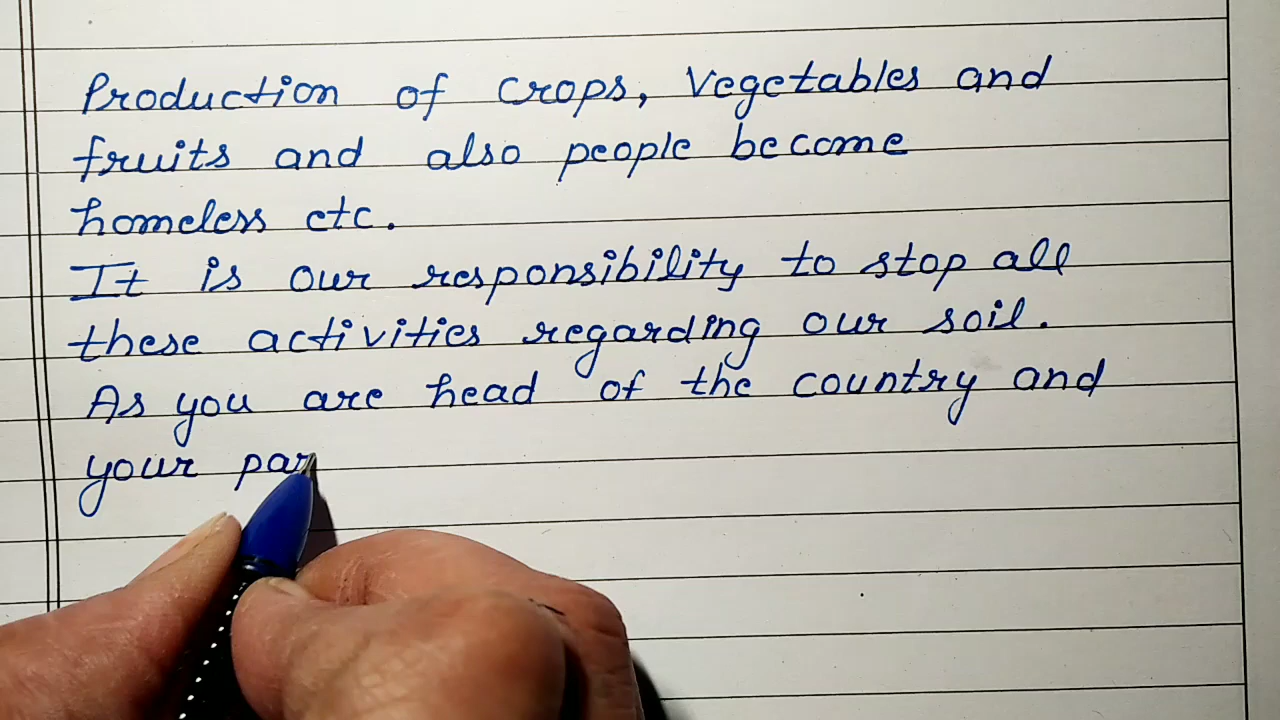 Production of crops, Vegetables and
fruits and also people become
homeless etc.
It is our responsibility to stop all
these activities regarding our soil.
As you are head of the country and
your par